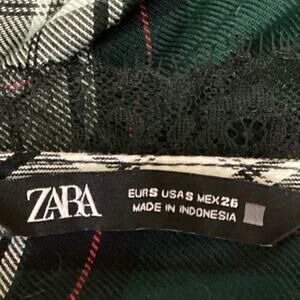 ZARA
EUR S USA S MEX 26
MADE IN INDONESIA